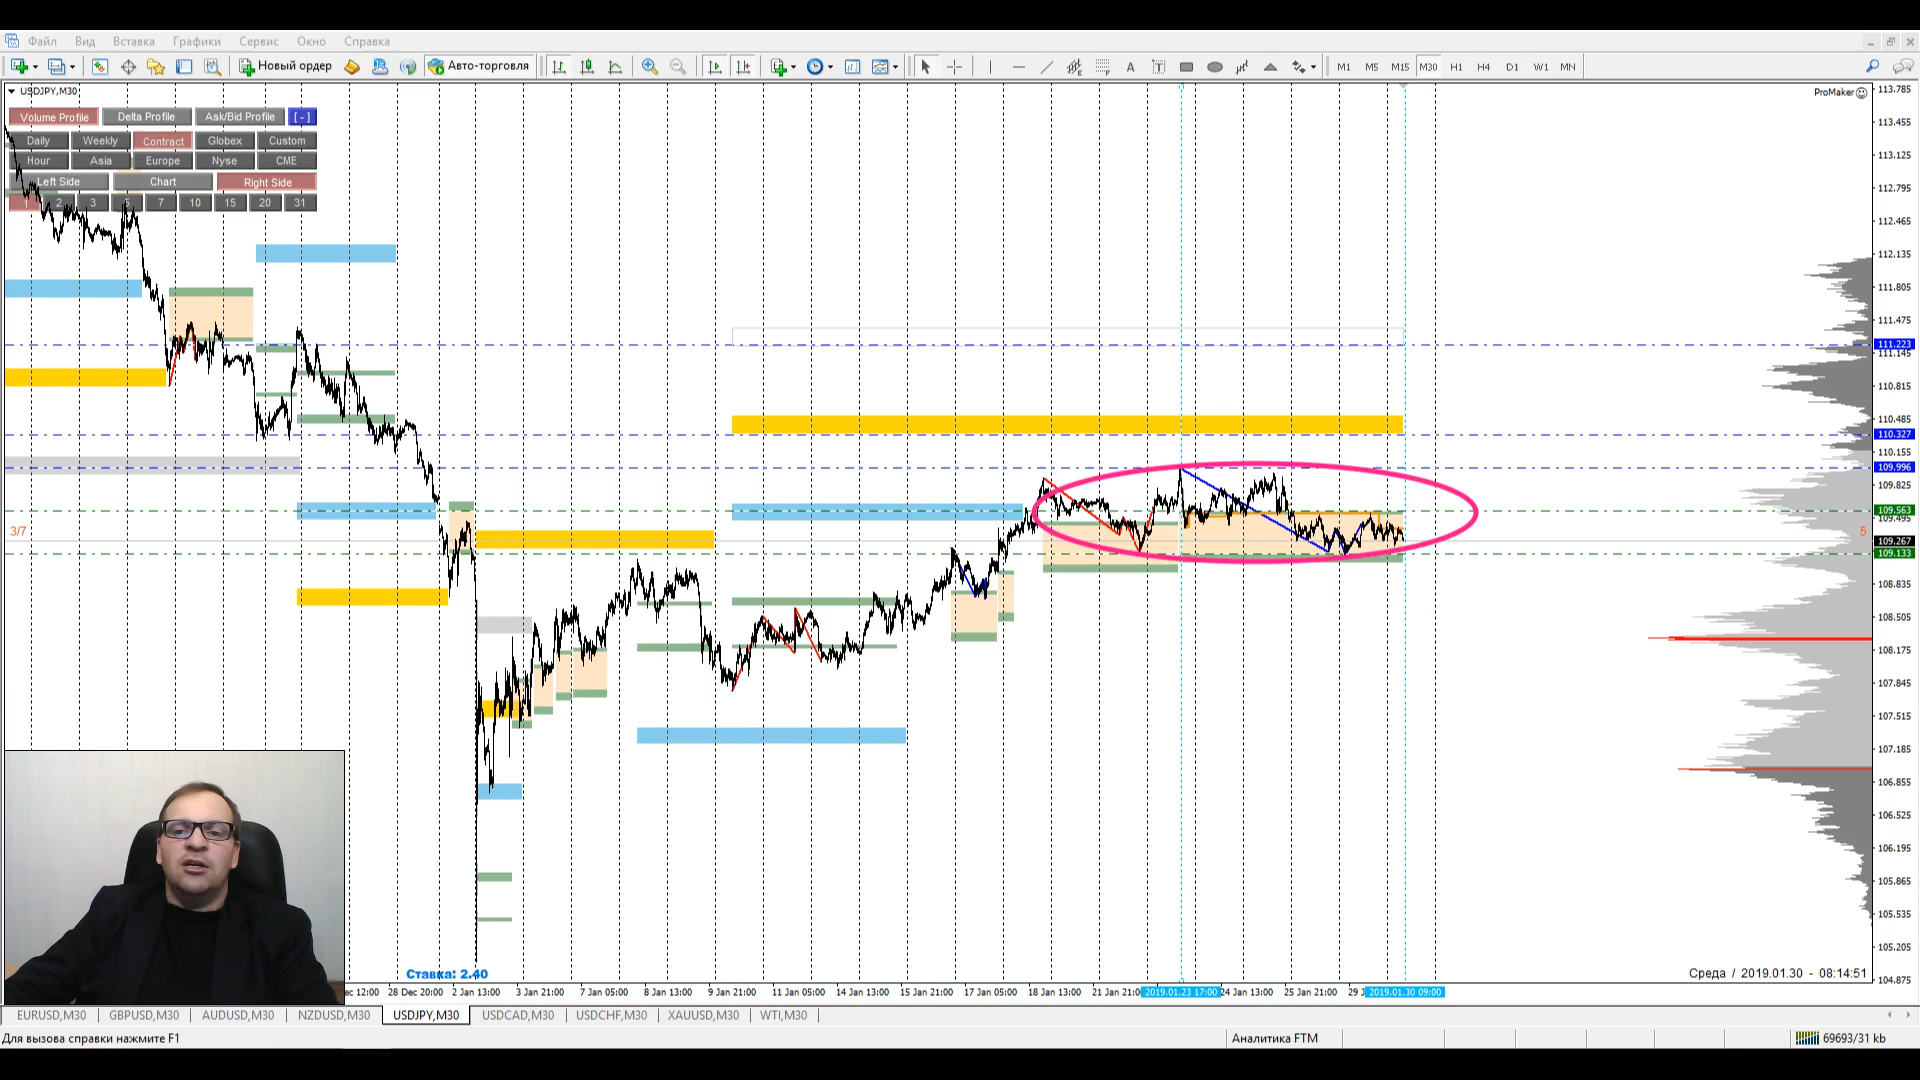 Файл Вид Вставка Графики Сервис Окно Справка
Новый ордер Авто-торговля A T M1 M5 M15 M30 H1 H4 D1 W1 MN
USDJPY,M30 ProMaker
Volume Profile Delta Profile Ask/Bid Profile [-]
Daily Weekly Contract Globex Custom
Hour Asia Europe Nyse CME
Left Side Chart Right Side
1 2 3 5 7 10 15 20 31
113.785
113.455
113.125
112.795
112.465
112.135
111.805
111.475
111.223
111.145
110.815
110.485
110.327
110.155
109.996
109.825
109.563
109.495
3/7 5
109.267
109.133
108.835
108.505
108.175
107.845
107.515
107.185
106.855
106.525
106.195
105.865
105.535
105.205
104.875
Ставка: 2.40
Среда / 2019.01.30 - 08:14:51
ec 12:00 28 Dec 20:00 2 Jan 13:00 3 Jan 21:00 7 Jan 05:00 8 Jan 13:00 9 Jan 21:00 11 Jan 05:00 14 Jan 13:00 15 Jan 21:00 17 Jan 05:00 18 Jan 13:00 21 Jan 21:0 2019.01.23 17:00 24 Jan 13:00 25 Jan 21:00 29 2019.01.30 09:00
EURUSD,M30 GBPUSD,M30 AUDUSD,M30 NZDUSD,M30 USDJPY,M30 USDCAD,M30 USDCHF,M30 XAUUSD,M30 WTI,M30
Для вызова справки нажмите F1 Аналитика FTM 69693/31 kb